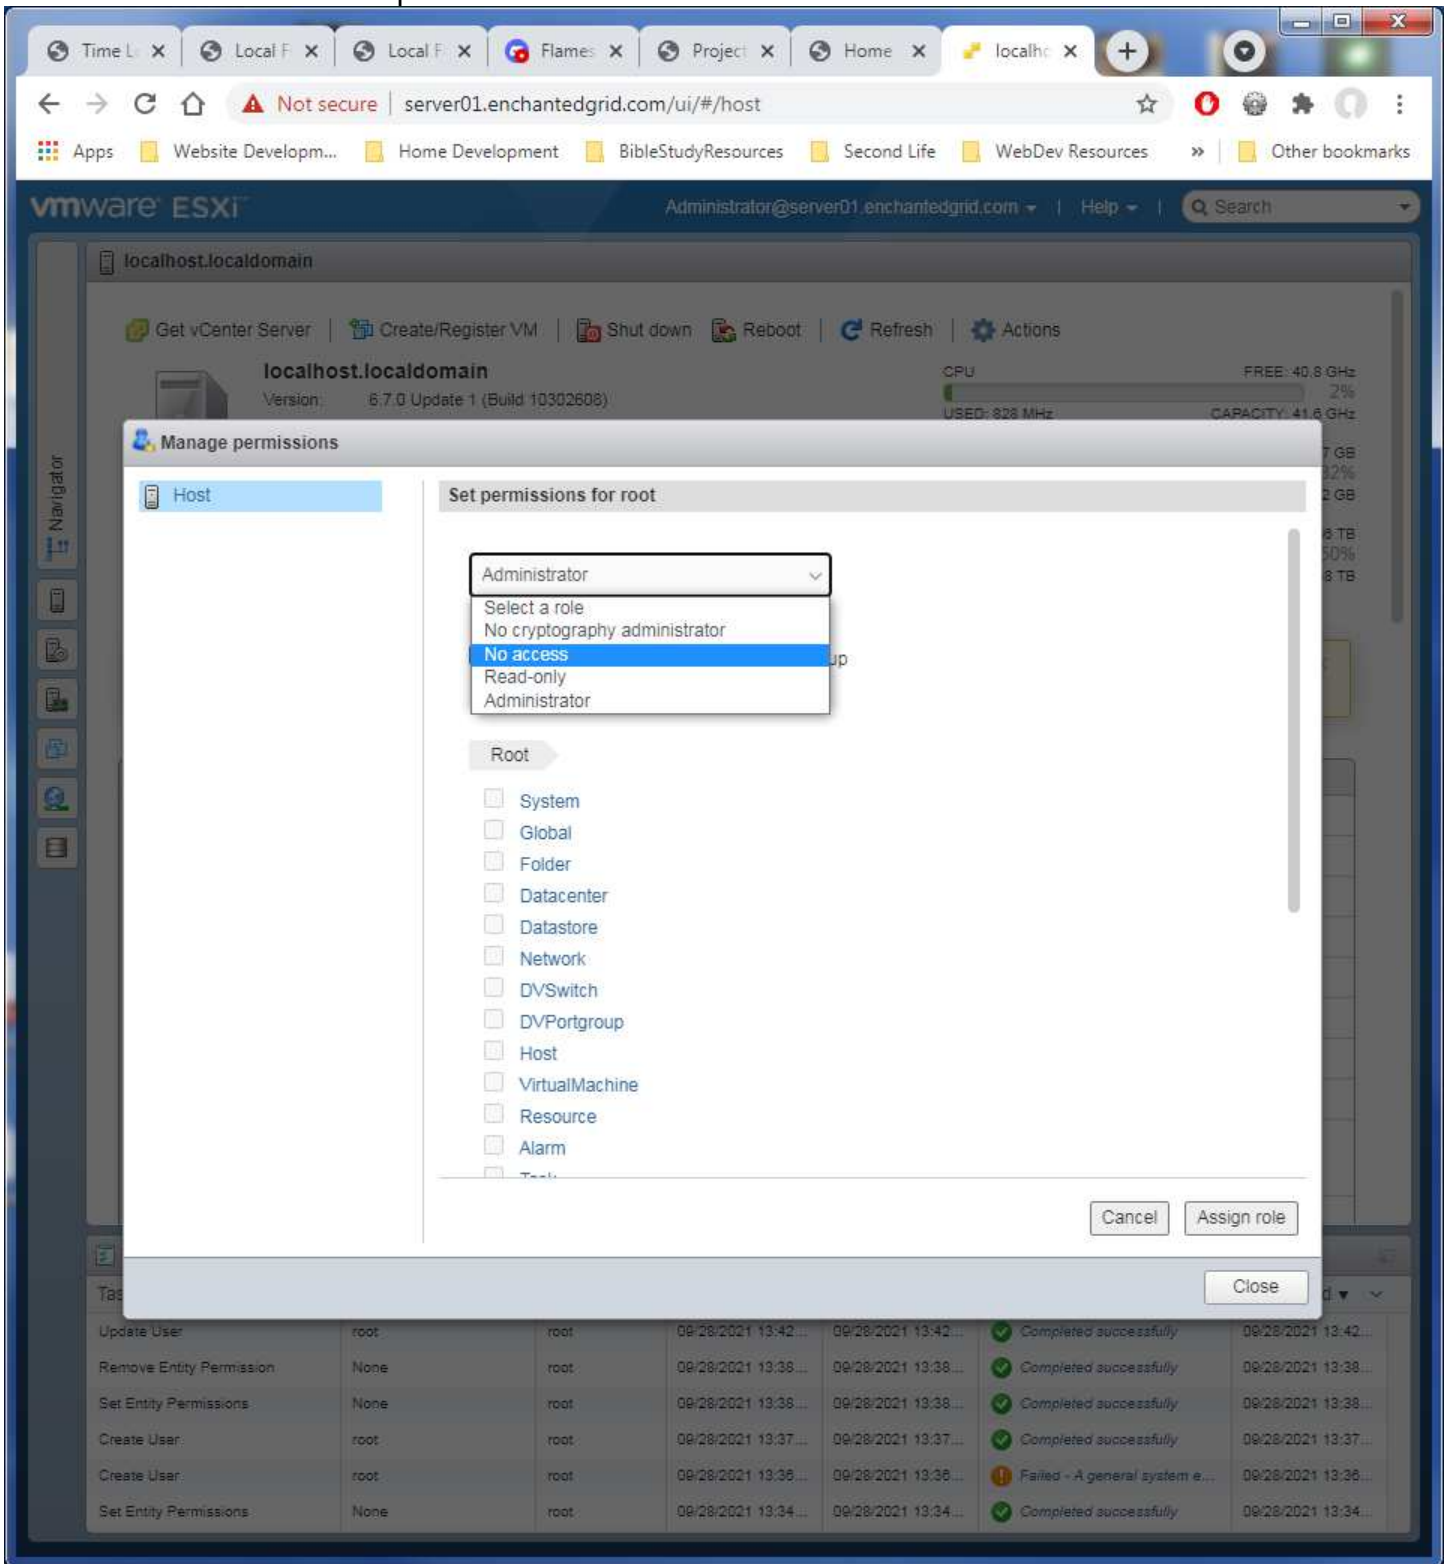 Time L
Local F
Local F
Flames
Project
Home
localho
Not secure
server01.enchantedgrid.com/ui/#/host
Apps
Website Developm...
Home Development
BibleStudyResources
Second Life
WebDev Resources
»
Other bookmarks
vmware ESXi
Administrator@server01.enchantedgrid.com
Help
Search
Navigator
localhost.localdomain
Get vCenter Server
Create/Register VM
Shut down
Reboot
Refresh
Actions
localhost.localdomain
Version: 6.7.0 Update 1 (Build 10302608)
CPU
FREE: 40.8 GHz
2%
USED: 828 MHz
CAPACITY: 41.6 GHz
Manage permissions
Host
Set permissions for root
Administrator
Select a role
No cryptography administrator
No access
Read-only
Administrator
Root
System
Global
Folder
Datacenter
Datastore
Network
DVSwitch
DVPortgroup
Host
VirtualMachine
Resource
Alarm
Cancel
Assign role
Close
Update User root root 09/28/2021 13:42... 09/28/2021 13:42... Completed successfully 09/28/2021 13:42...
Remove Entity Permission None root 09/28/2021 13:38... 09/28/2021 13:38... Completed successfully 09/28/2021 13:38...
Set Entity Permissions None root 09/28/2021 13:38... 09/28/2021 13:38... Completed successfully 09/28/2021 13:38...
Create User root root 09/28/2021 13:37... 09/28/2021 13:37... Completed successfully 09/28/2021 13:37...
Create User root root 09/28/2021 13:36... 09/28/2021 13:36... Failed - A general system e... 09/28/2021 13:36...
Set Entity Permissions None root 09/28/2021 13:34... 09/28/2021 13:34... Completed successfully 09/28/2021 13:34...